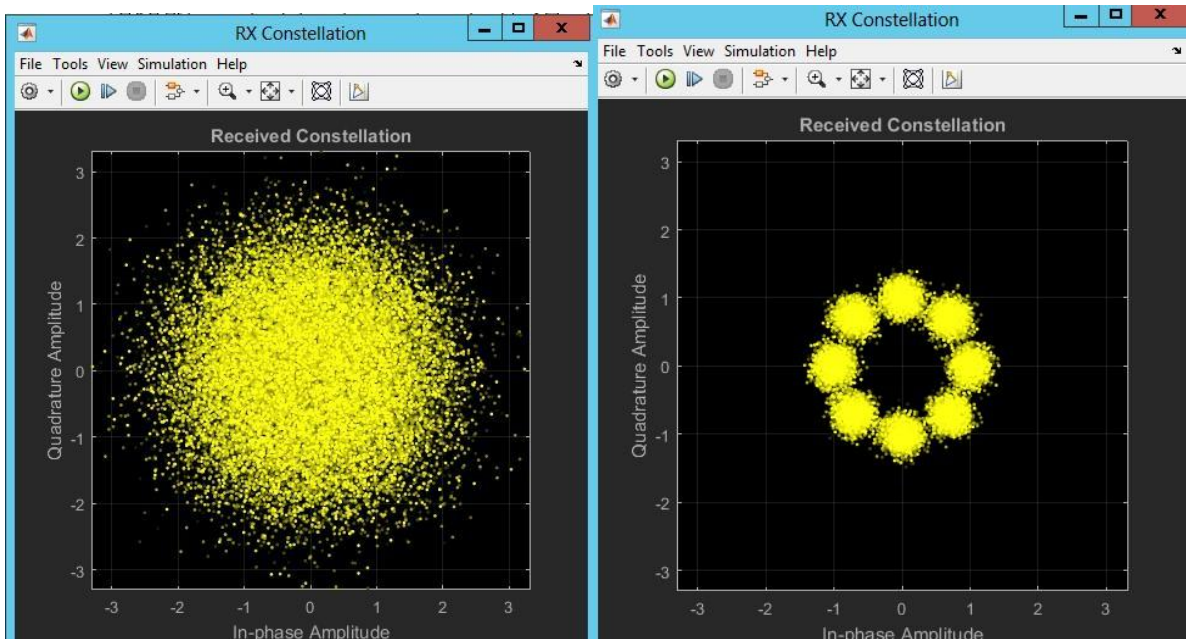 RX Constellation
File Tools View Simulation Help
Received Constellation
Quadrature Amplitude
3
2
1
0
-1
-2
-3
-3 -2 -1 0 1 2 3
In-phase Amplitude
RX Constellation
File Tools View Simulation Help
Received Constellation
Quadrature Amplitude
3
2
1
0
-1
-2
-3
-3 -2 -1 0 1 2 3
In-phase Amplitude